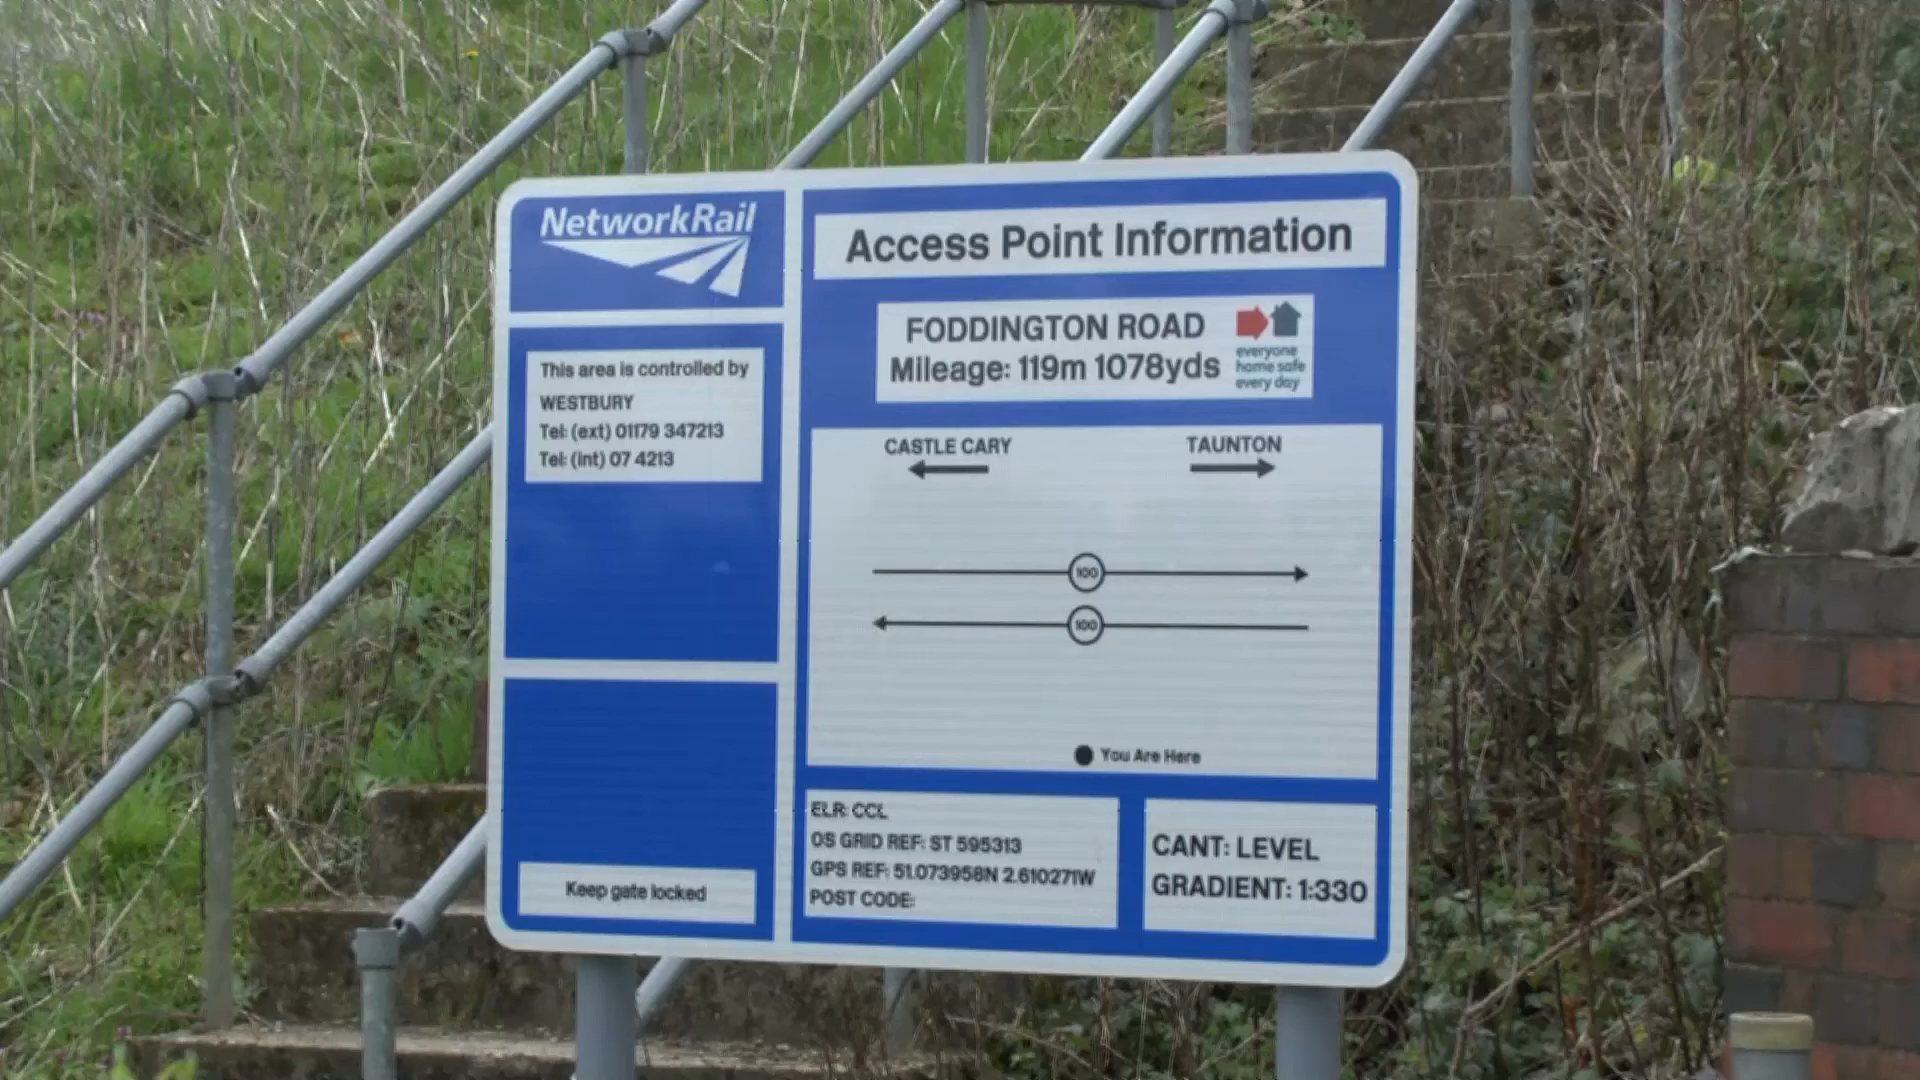 NetworkRail
This area is controlled by
WESTBURY
Tel: (ext) 01179 347213
Tel: (int) 07 4213
Keep gate locked
Access Point Information
FODDINGTON ROAD
Mileage: 119m 1078yds
everyone
home safe
every day
CASTLE CARY
TAUNTON
100
100
You Are Here
ELR: CCL
OS GRID REF: ST 595313
GPS REF: 51.073958N 2.610271W
POST CODE:
CANT: LEVEL
GRADIENT: 1:330